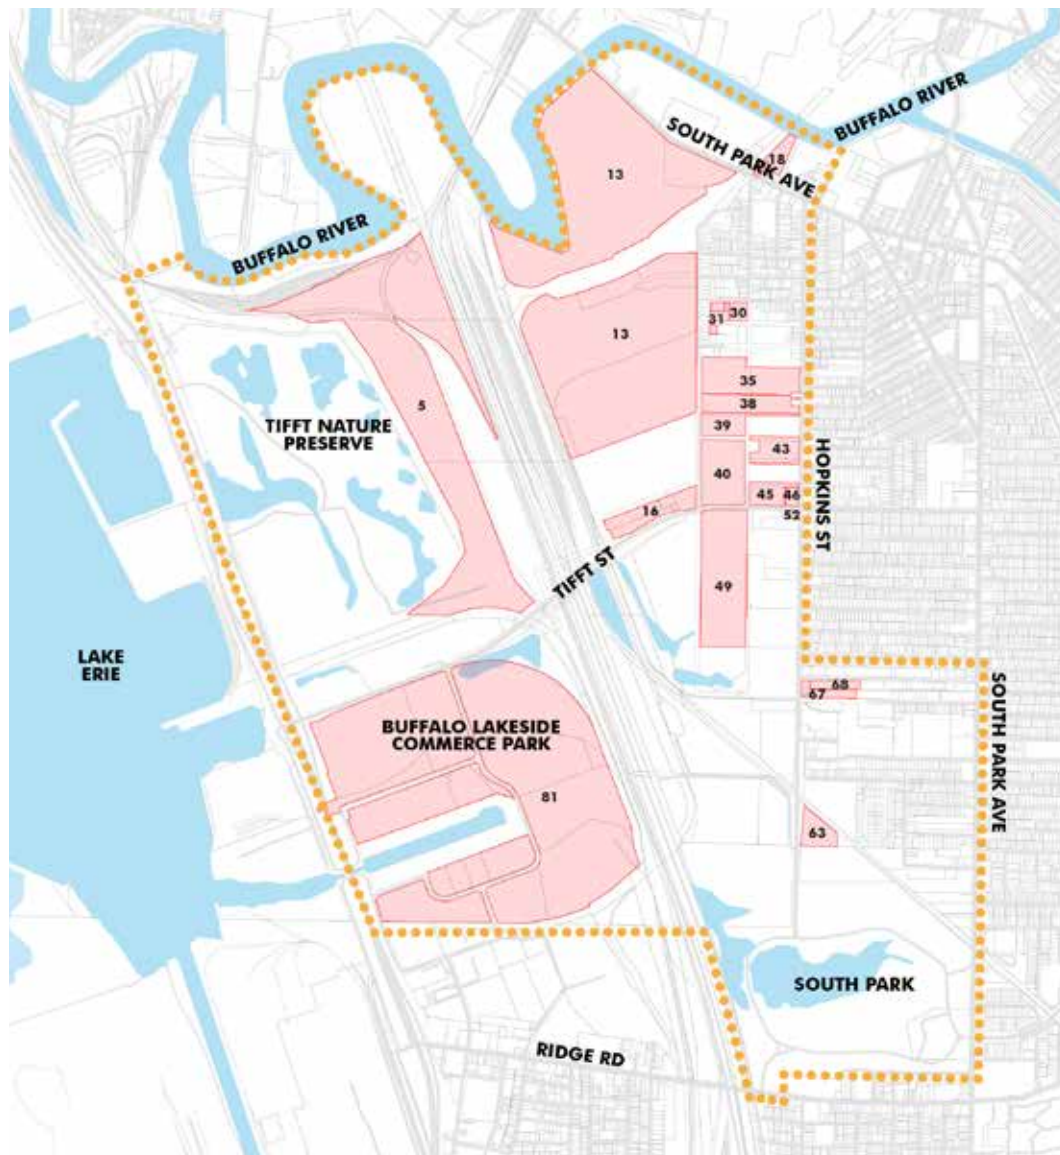 BUFFALO RIVER
SOUTH PARK AVE
18
13
BUFFALO RIVER
31
30
13
35
38
5
39
TIFFT NATURE
PRESERVE
43
HOPKINS ST
40
45
46
16
52
TIFFT ST
49
LAKE
ERIE
68
67
SOUTH PARK AVE
BUFFALO LAKESIDE
COMMERCE PARK
81
63
SOUTH PARK
RIDGE RD